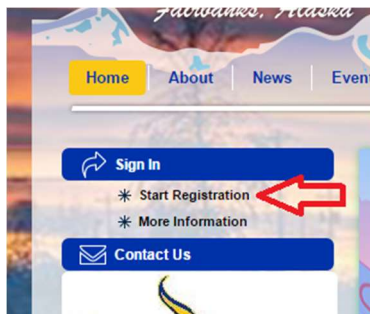 Fairbanks, Alaska
Home About News Even
Sign In
Start Registration
More Information
Contact Us